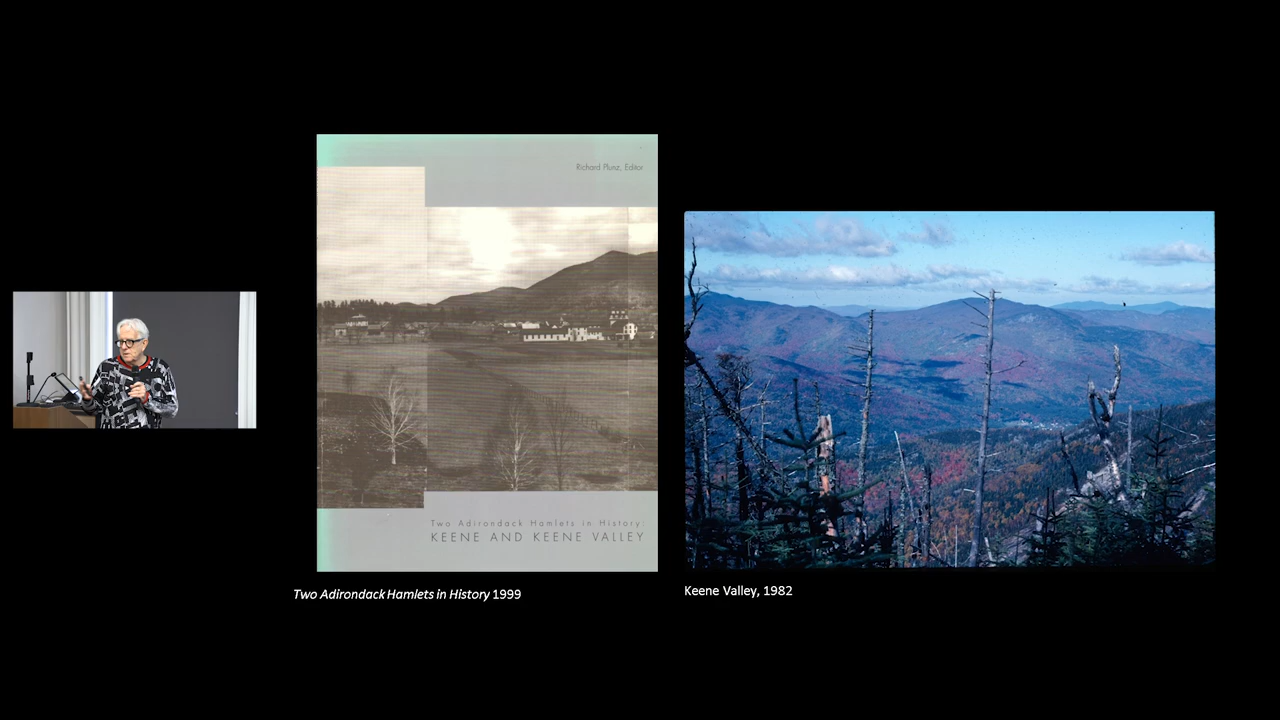 Richard Plunz, Editor
Two Adirondack Hamlets in History:
KEENE AND KEENE VALLEY
Two Adirondack Hamlets in History 1999
Keene Valley, 1982